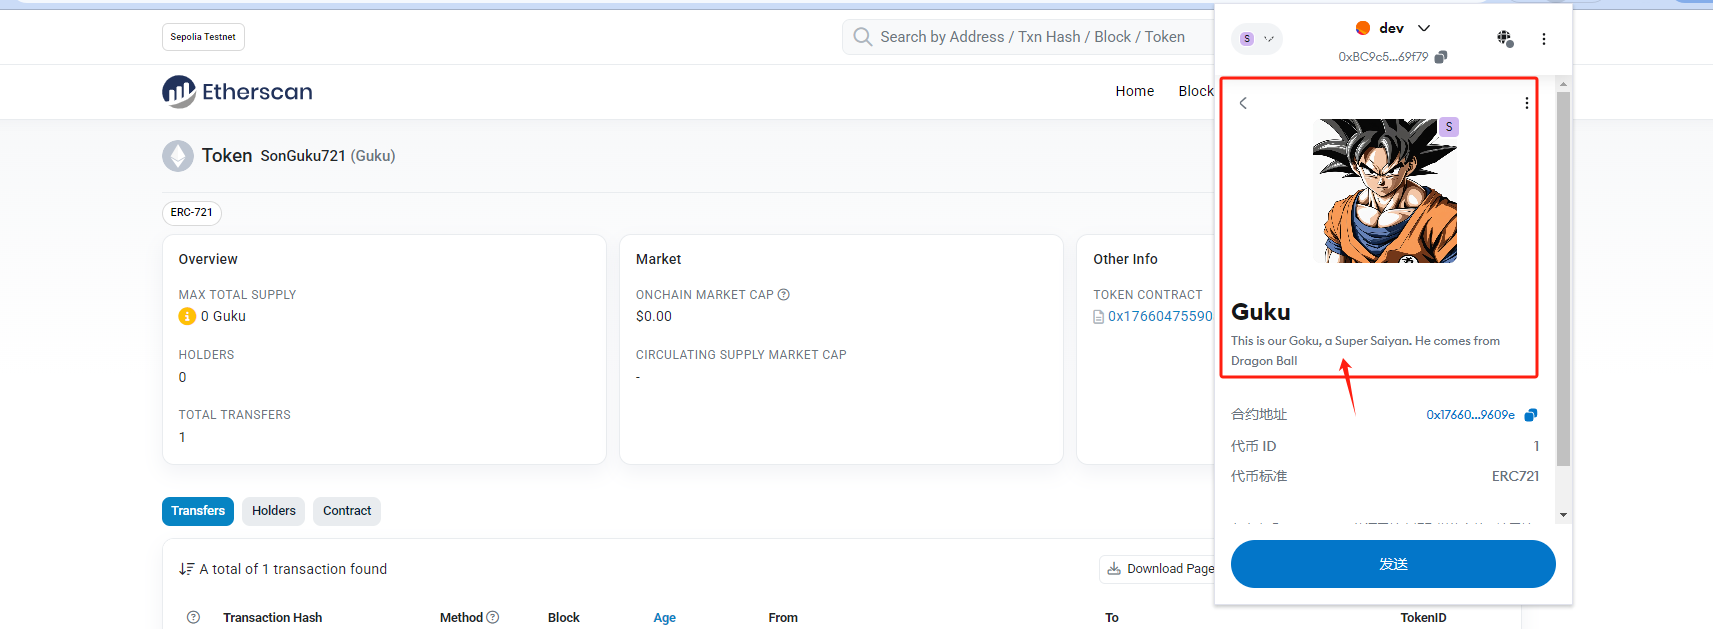 Sepolia Testnet
Search by Address / Txn Hash / Block / Token
Etherscan
Home
Block
Token SonGuku721 (Guku)
ERC-721
Overview
MAX TOTAL SUPPLY
0 Guku
HOLDERS
0
TOTAL TRANSFERS
1
Market
ONCHAIN MARKET CAP
$0.00
CIRCULATING SUPPLY MARKET CAP
-
Other Info
TOKEN CONTRACT
0x17660475590
Transfers
Holders
Contract
A total of 1 transaction found
Download Page
Transaction Hash
Method
Block
Age
From
To
TokenID
S
dev
0xBC9c5...69f79
S
Guku
This is our Goku, a Super Saiyan. He comes from
Dragon Ball
合约地址
0x17660...9609e
代币 ID
1
代币标准
ERC721
发送